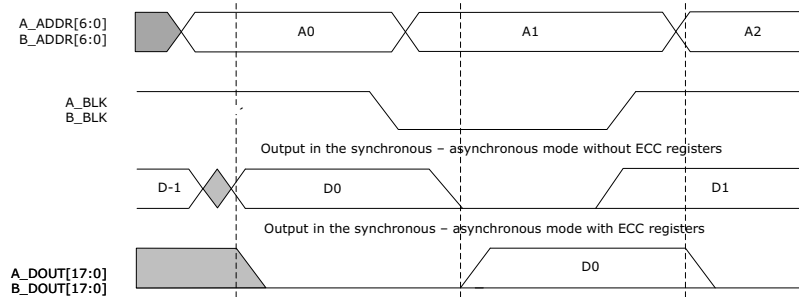 A_ADDR[6:0]
B_ADDR[6:0]
A0
A1
A2
A_BLK
B_BLK
Output in the synchronous – asynchronous mode without ECC registers
D-1
D0
D1
Output in the synchronous – asynchronous mode with ECC registers
A_DOUT[17:0]
B_DOUT[17:0]
D0